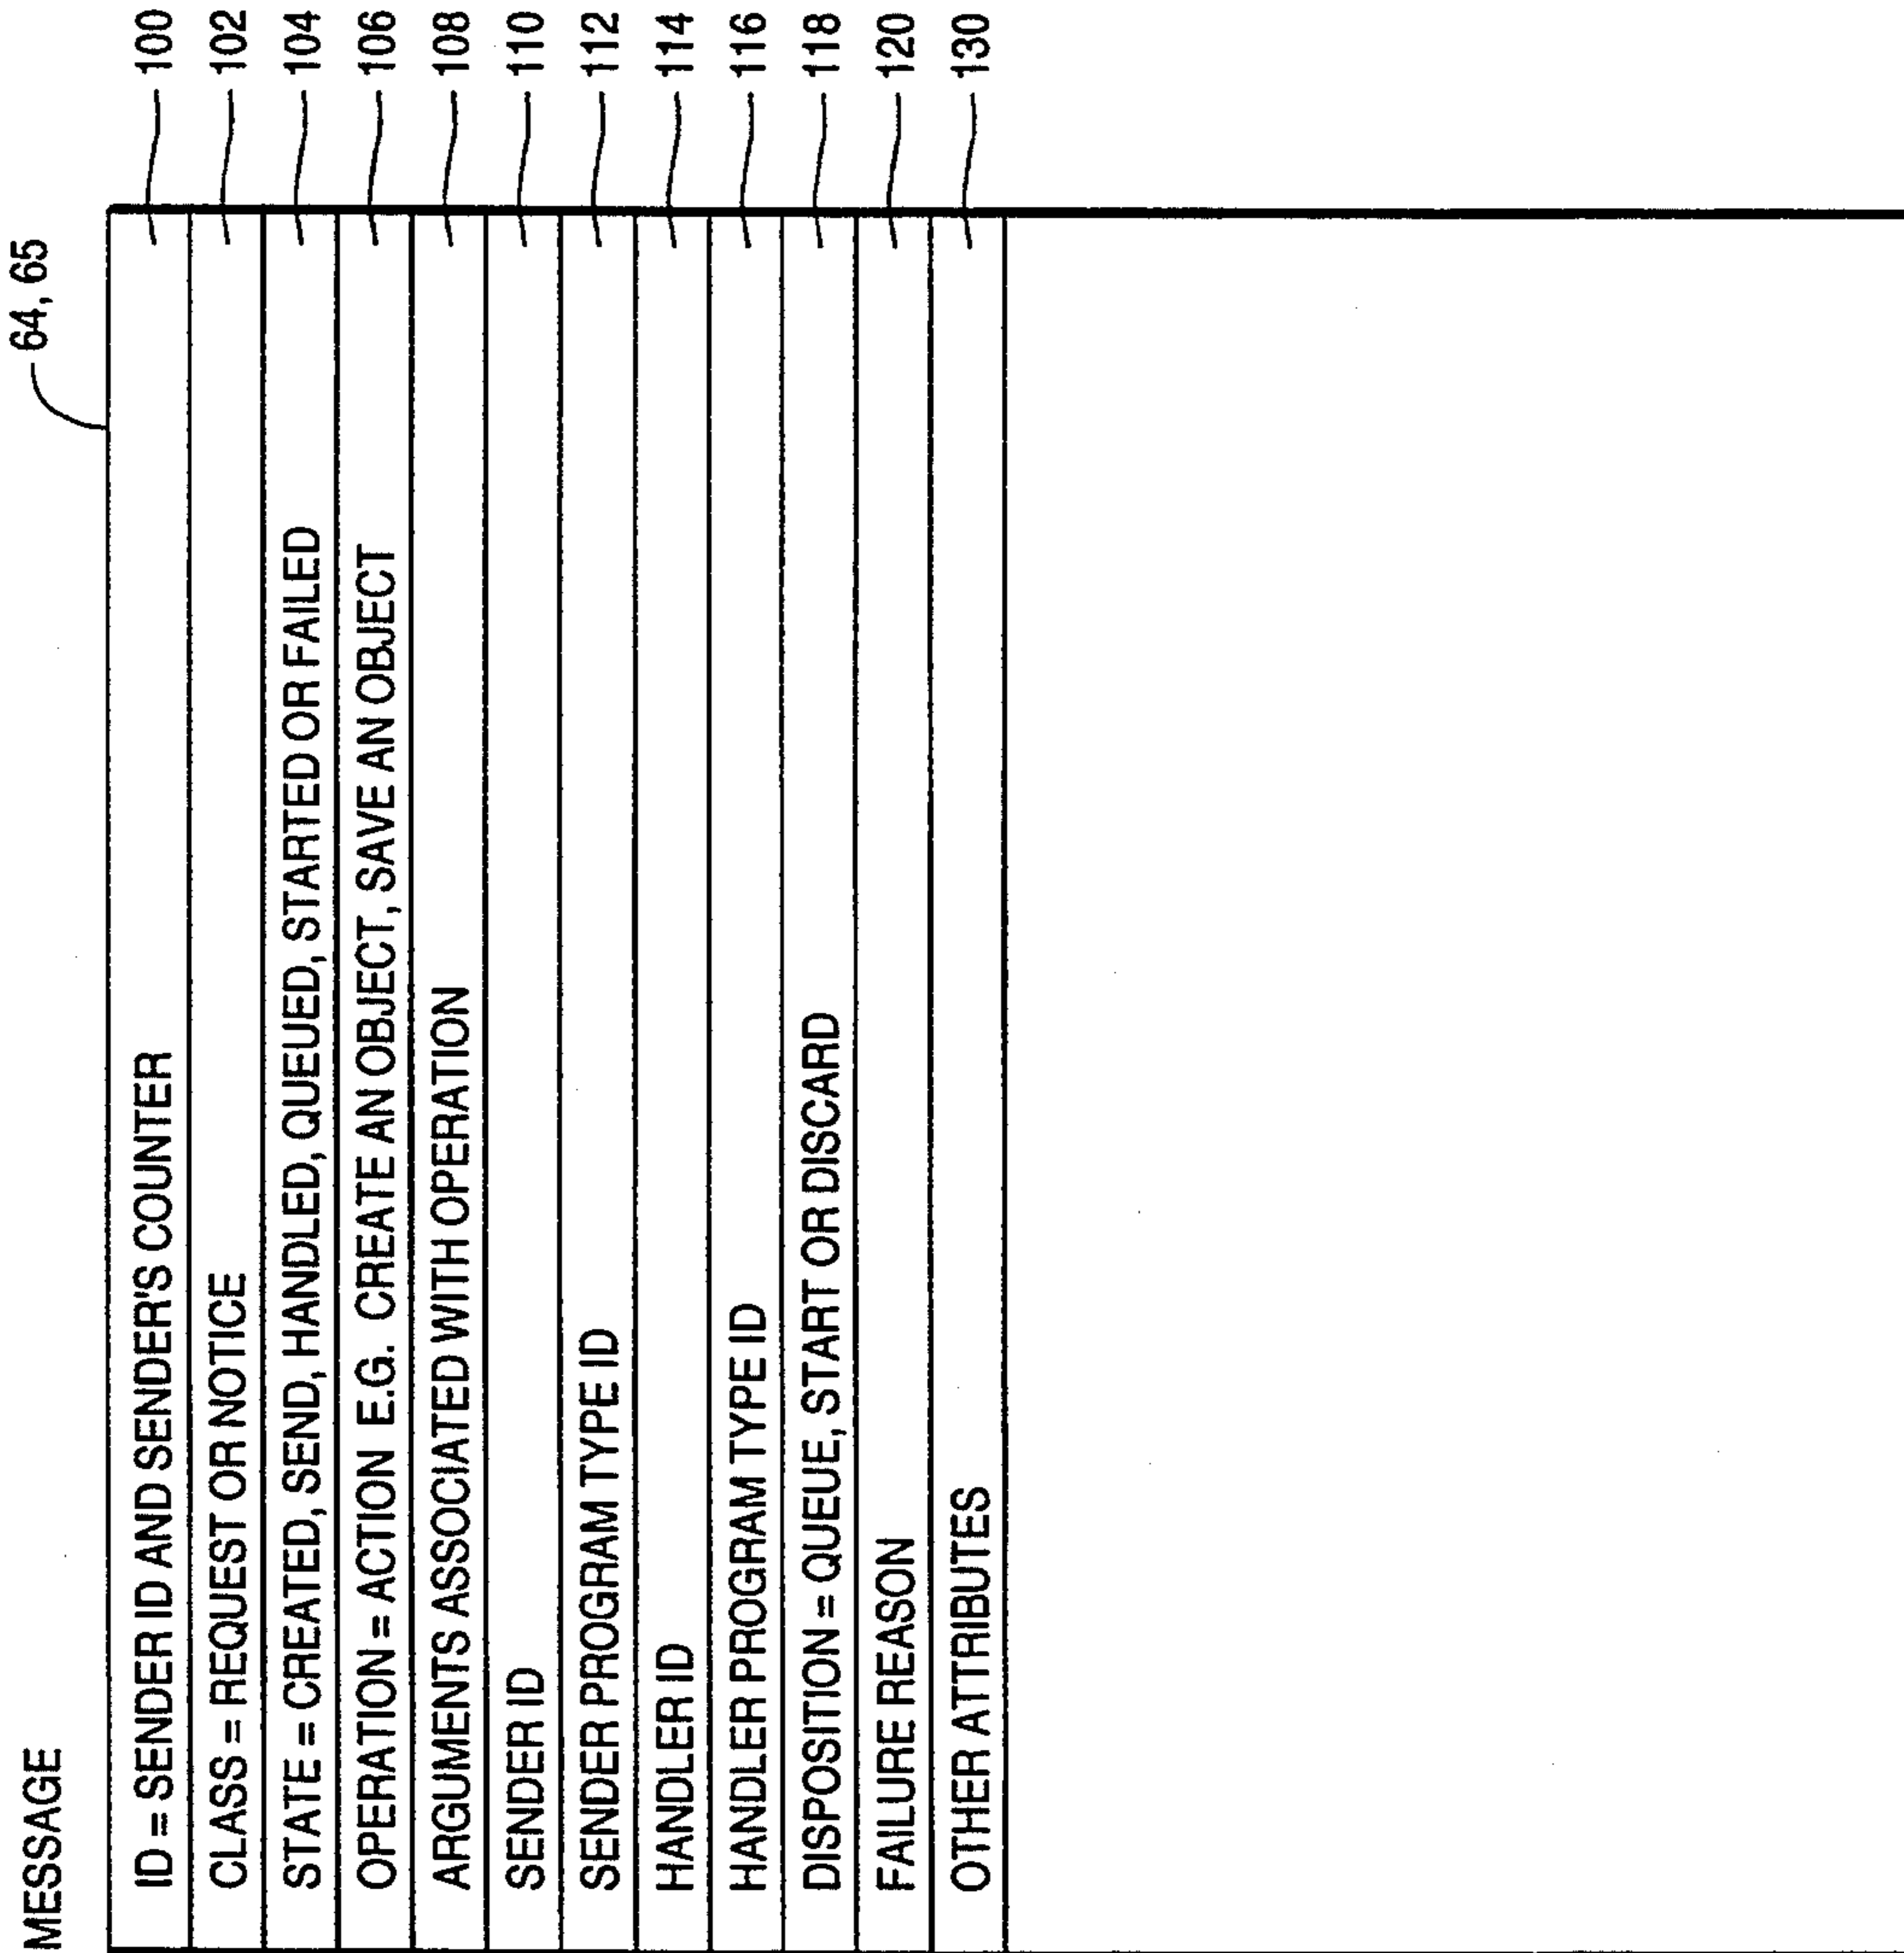 MESSAGE
64, 65
ID = SENDER ID AND SENDER'S COUNTER 100
CLASS = REQUEST OR NOTICE 102
STATE = CREATED, SEND, HANDLED, QUEUED, STARTED OR FAILED 104
OPERATION = ACTION E.G. CREATE AN OBJECT, SAVE AN OBJECT 106
ARGUMENTS ASSOCIATED WITH OPERATION 108
SENDER ID 110
SENDER PROGRAM TYPE ID 112
HANDLER ID 114
HANDLER PROGRAM TYPE ID 116
DISPOSITION = QUEUE, START OR DISCARD 118
FAILURE REASON 120
OTHER ATTRIBUTES 130